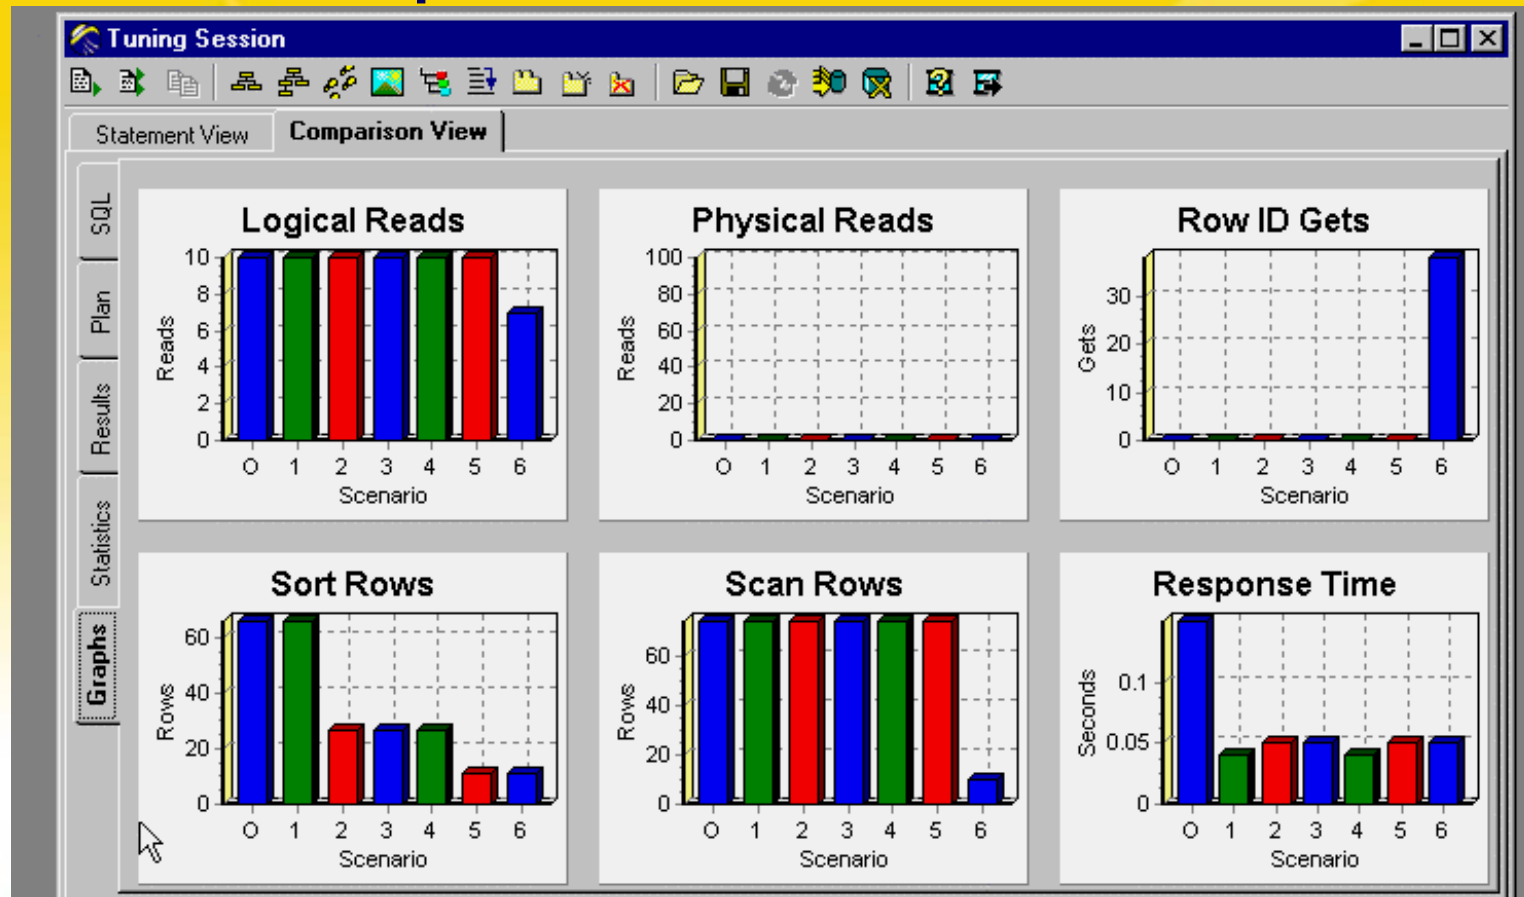 Tuning Session
Statement View
Comparison View
SQL
Plan
Results
Statistics
Graphs
Logical Reads
Reads
10
8
6
4
2
0
O 1 2 3 4 5 6
Scenario
Physical Reads
Reads
100
80
60
40
20
0
O 1 2 3 4 5 6
Scenario
Row ID Gets
Gets
30
20
10
0
O 1 2 3 4 5 6
Scenario
Sort Rows
Rows
60
40
20
0
O 1 2 3 4 5 6
Scenario
Scan Rows
Rows
60
40
20
0
O 1 2 3 4 5 6
Scenario
Response Time
Seconds
0.1
0.05
0
O 1 2 3 4 5 6
Scenario